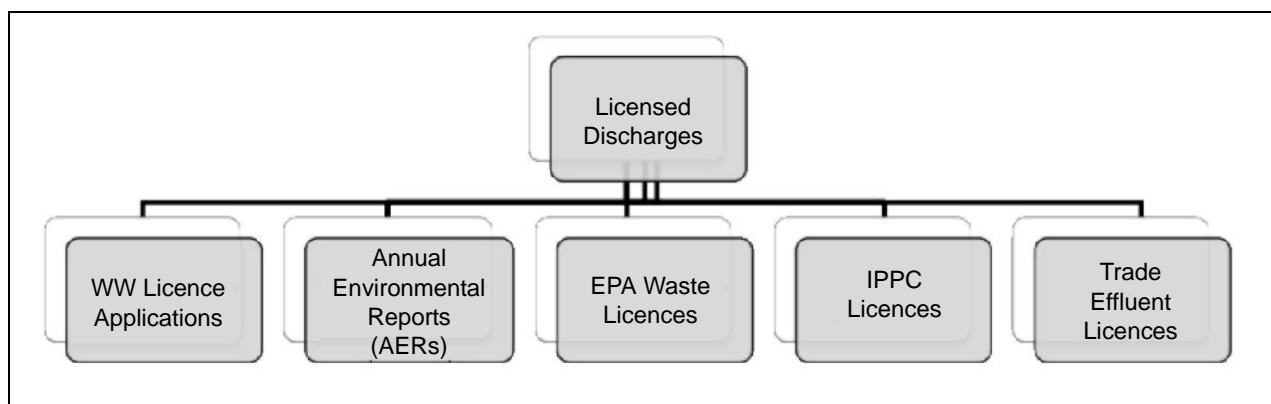 Licensed
Discharges
WW Licence
Applications
Annual
Environmental
Reports
(AERs)
EPA Waste
Licences
IPPC
Licences
Trade
Effluent
Licences